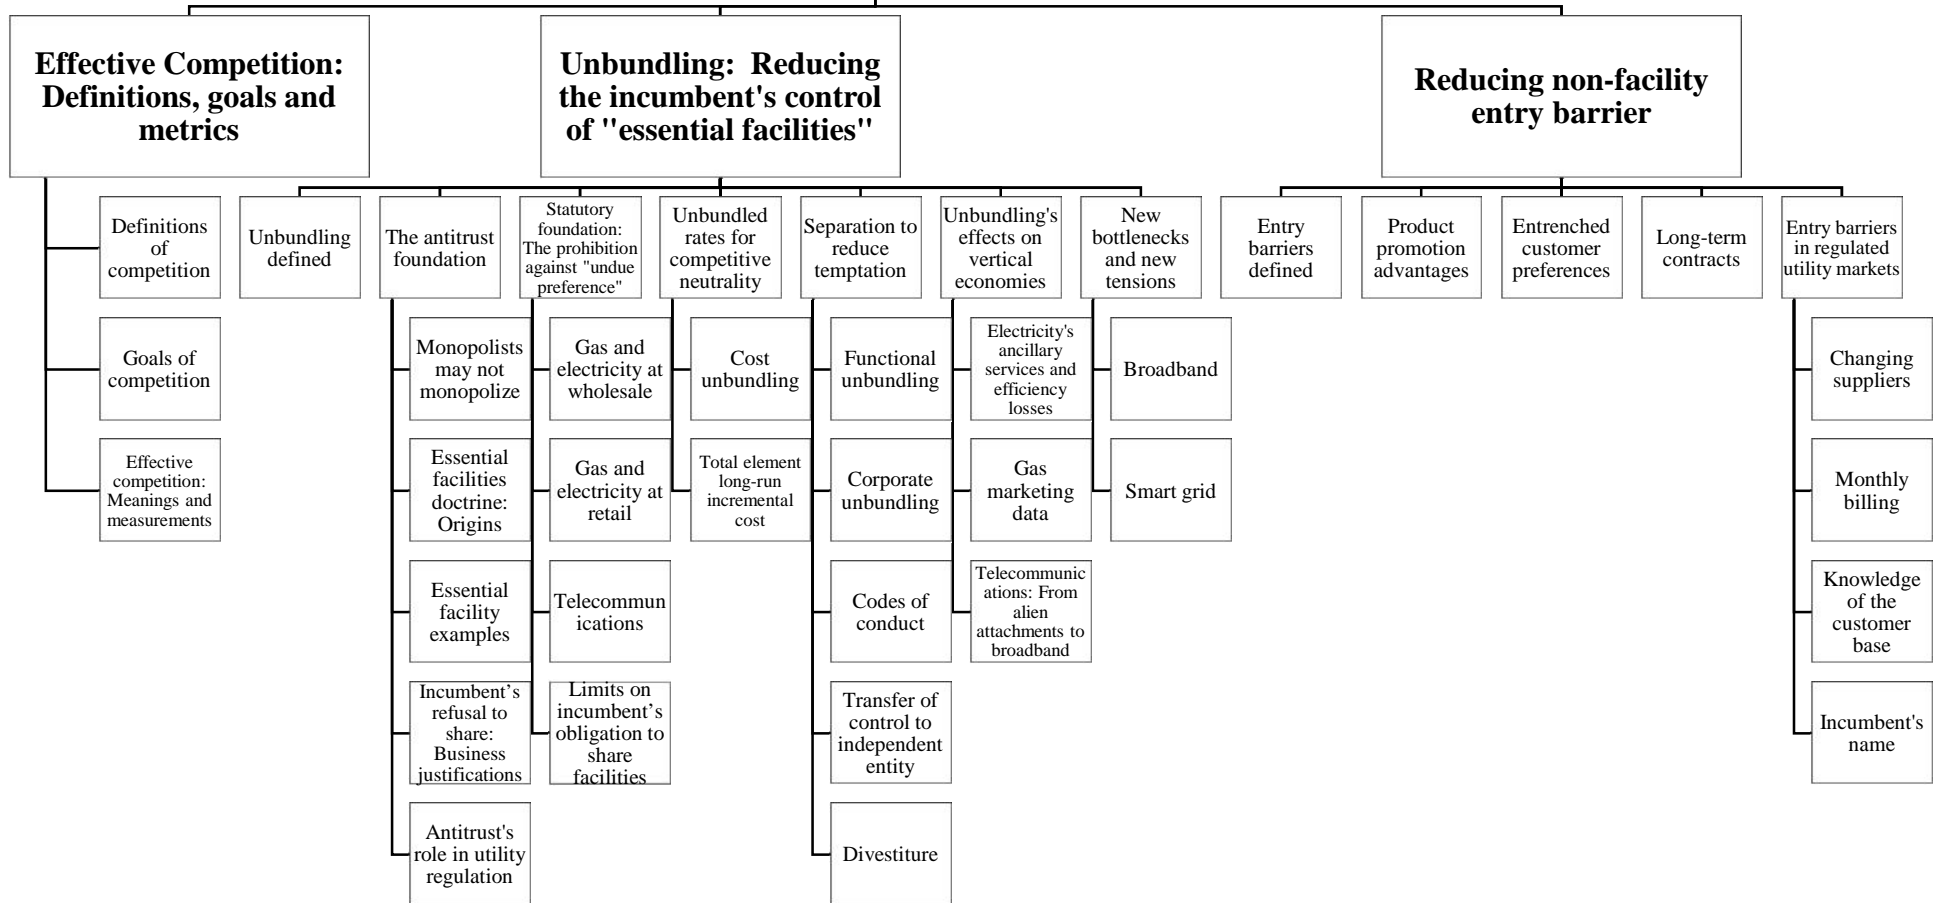 Effective Competition:
Definitions, goals and
metrics
Unbundling: Reducing
the incumbent's control
of "essential facilities"
Reducing non-facility
entry barrier
Definitions
of
competition
Goals of
competition
Effective
competition:
Meanings and
measurements
Unbundling
defined
The antitrust
foundation
Monopolists
may not
monopolize
Essential
facilities
doctrine:
Origins
Essential
facility
examples
Incumbent’s
refusal to
share:
Business
justifications
Antitrust's
role in utility
regulation
Statutory
foundation:
The prohibition
against "undue
preference"
Gas and
electricity at
wholesale
Gas and
electricity at
retail
Telecommun
ications
Limits on
incumbent’s
obligation to
share
facilities
Unbundled
rates for
competitive
neutrality
Cost
unbundling
Total element
long-run
incremental
cost
Separation to
reduce
temptation
Functional
unbundling
Corporate
unbundling
Codes of
conduct
Transfer of
control to
independent
entity
Divestiture
Unbundling's
effects on
vertical
economies
Electricity's
ancillary
services and
efficiency
losses
Gas
marketing
data
Telecommunic
ations: From
alien
attachments to
broadband
New
bottlenecks
and new
tensions
Broadband
Smart grid
Entry
barriers
defined
Product
promotion
advantages
Entrenched
customer
preferences
Long-term
contracts
Entry barriers
in regulated
utility markets
Changing
suppliers
Monthly
billing
Knowledge
of the
customer
base
Incumbent's
name